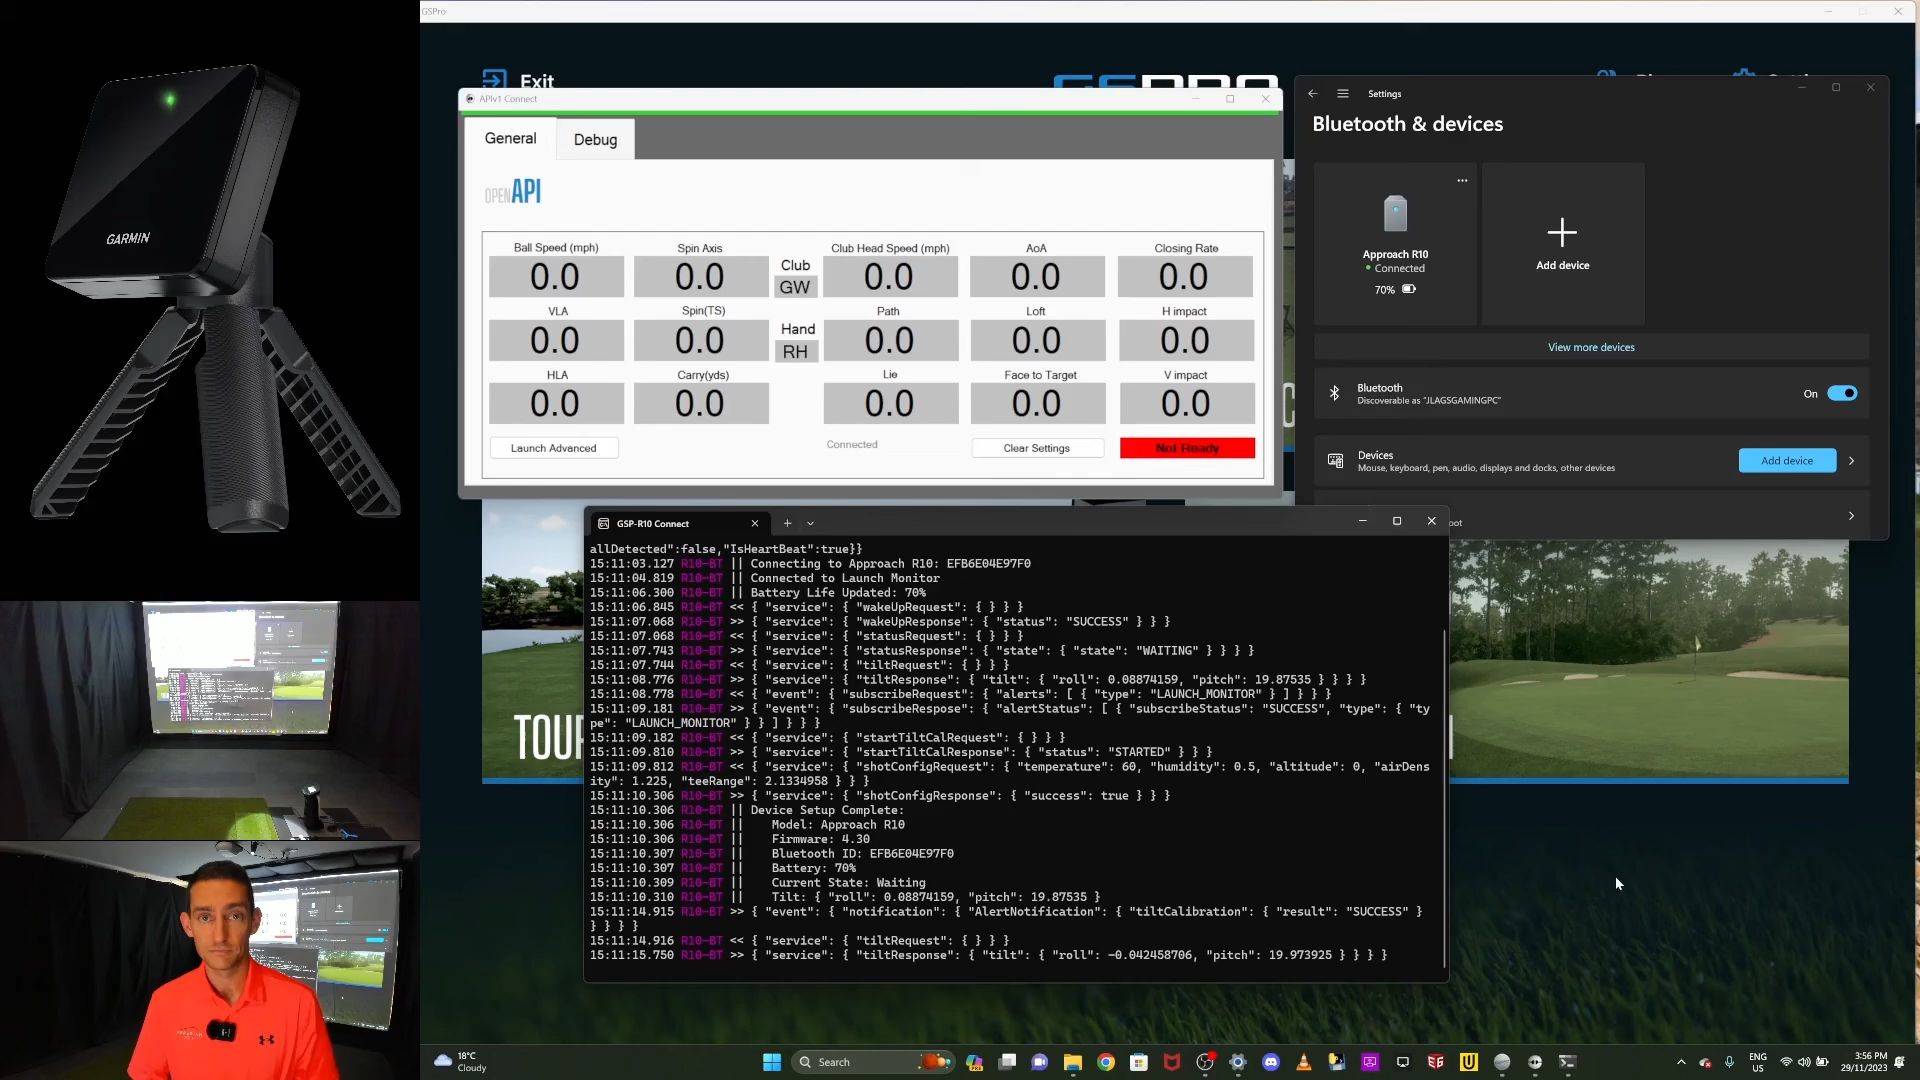 GSPro
Exit
GSPRO
APIv1 Connect
General
Debug
OPENAPI
Ball Speed (mph)
Spin Axis
Club
Club Head Speed (mph)
AoA
Closing Rate
0.0
0.0
GW
0.0
0.0
0.0
VLA
Spin(TS)
Hand
Path
Loft
H impact
0.0
0.0
RH
0.0
0.0
0.0
HLA
Carry(yds)
Lie
Face to Target
V impact
0.0
0.0
0.0
0.0
0.0
Launch Advanced
Connected
Clear Settings
Not Ready
Settings
Bluetooth & devices
Approach R10
Connected
70%
Add device
View more devices
Bluetooth
Discoverable as "JLAGSGAMINGPC"
On
Devices
Mouse, keyboard, pen, audio, displays and docks, other devices
Add device
oot
GARMIN
TOU
GSP-R10 Connect
allDetected":false,"IsHeartBeat":true}}
15:11:03.127 R10-BT || Connecting to Approach R10: EFB6E04E97F0
15:11:04.819 R10-BT || Connected to Launch Monitor
15:11:06.300 R10-BT || Battery Life Updated: 70%
15:11:06.845 R10-BT << { "service": { "wakeUpRequest": { } } }
15:11:07.068 R10-BT >> { "service": { "wakeUpResponse": { "status": "SUCCESS" } } }
15:11:07.068 R10-BT << { "service": { "statusRequest": { } } }
15:11:07.743 R10-BT >> { "service": { "statusResponse": { "state": { "state": "WAITING" } } } }
15:11:07.744 R10-BT << { "service": { "tiltRequest": { } } }
15:11:08.776 R10-BT >> { "service": { "tiltResponse": { "tilt": { "roll": 0.08874159, "pitch": 19.87535 } } } }
15:11:08.778 R10-BT << { "event": { "subscribeRequest": { "alerts": [ { "type": "LAUNCH_MONITOR" } ] } } }
15:11:09.181 R10-BT >> { "event": { "subscribeRespose": { "alertStatus": [ { "subscribeStatus": "SUCCESS", "type": { "ty
pe": "LAUNCH_MONITOR" } } ] } } }
15:11:09.182 R10-BT << { "service": { "startTiltCalRequest": { } } }
15:11:09.810 R10-BT >> { "service": { "startTiltCalResponse": { "status": "STARTED" } } }
15:11:09.812 R10-BT << { "service": { "shotConfigRequest": { "temperature": 60, "humidity": 0.5, "altitude": 0, "airDens
ity": 1.225, "teeRange": 2.1334958 } } }
15:11:10.306 R10-BT >> { "service": { "shotConfigResponse": { "success": true } } }
15:11:10.306 R10-BT || Device Setup Complete:
15:11:10.306 R10-BT || Model: Approach R10
15:11:10.306 R10-BT || Firmware: 4.30
15:11:10.307 R10-BT || Bluetooth ID: EFB6E04E97F0
15:11:10.307 R10-BT || Battery: 70%
15:11:10.309 R10-BT || Current State: Waiting
15:11:10.310 R10-BT || Tilt: { "roll": 0.08874159, "pitch": 19.87535 }
15:11:14.915 R10-BT >> { "event": { "notification": { "AlertNotification": { "tiltCalibration": { "result": "SUCCESS" }
} } } }
15:11:14.916 R10-BT << { "service": { "tiltRequest": { } } }
15:11:15.750 R10-BT >> { "service": { "tiltResponse": { "tilt": { "roll": -0.042458706, "pitch": 19.973925 } } } }
18°C
Cloudy
Search
ENG
US
3:56 PM
29/11/2023